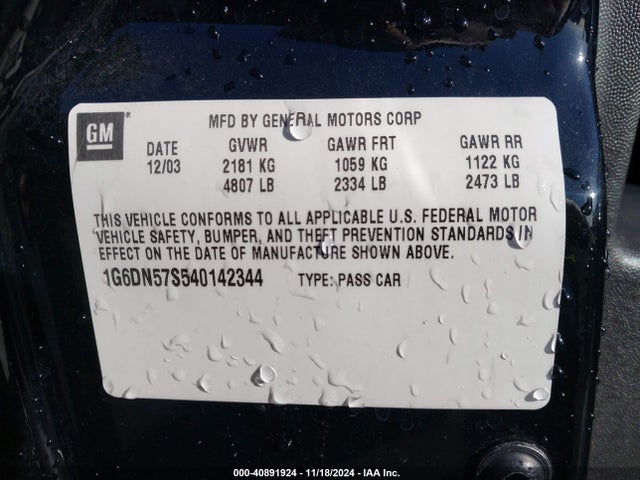 GM
MFD BY GENERAL MOTORS CORP
DATE GVWR GAWR FRT GAWR RR
12/03 2181 KG 1059 KG 1122 KG
4807 LB 2334 LB 2473 LB
THIS VEHICLE CONFORMS TO ALL APPLICABLE U.S. FEDERAL MOTOR
VEHICLE SAFETY, BUMPER, AND THEFT PREVENTION STANDARDS IN
EFFECT ON THE DATE OF MANUFACTURE SHOWN ABOVE.
1G6DN57S540142344 TYPE: PASS CAR
000-40891924 | 11/18/2024 | IAA Inc.